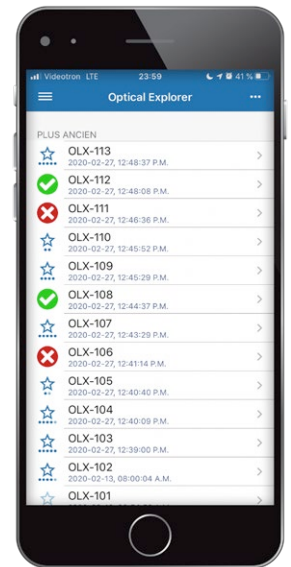 Videotron LTE 23:59 41 %
Optical Explorer
PLUS ANCIEN
OLX-113
2020-02-27, 12:48:37 P.M.
OLX-112
2020-02-27, 12:48:08 P.M.
OLX-111
2020-02-27, 12:46:36 P.M.
OLX-110
2020-02-27, 12:45:52 P.M.
OLX-109
2020-02-27, 12:45:29 P.M.
OLX-108
2020-02-27, 12:44:37 P.M.
OLX-107
2020-02-27, 12:43:29 P.M.
OLX-106
2020-02-27, 12:41:14 P.M.
OLX-105
2020-02-27, 12:40:40 P.M.
OLX-104
2020-02-27, 12:40:09 P.M.
OLX-103
2020-02-27, 12:39:00 P.M.
OLX-102
2020-02-13, 08:00:04 A.M.
OLX-101